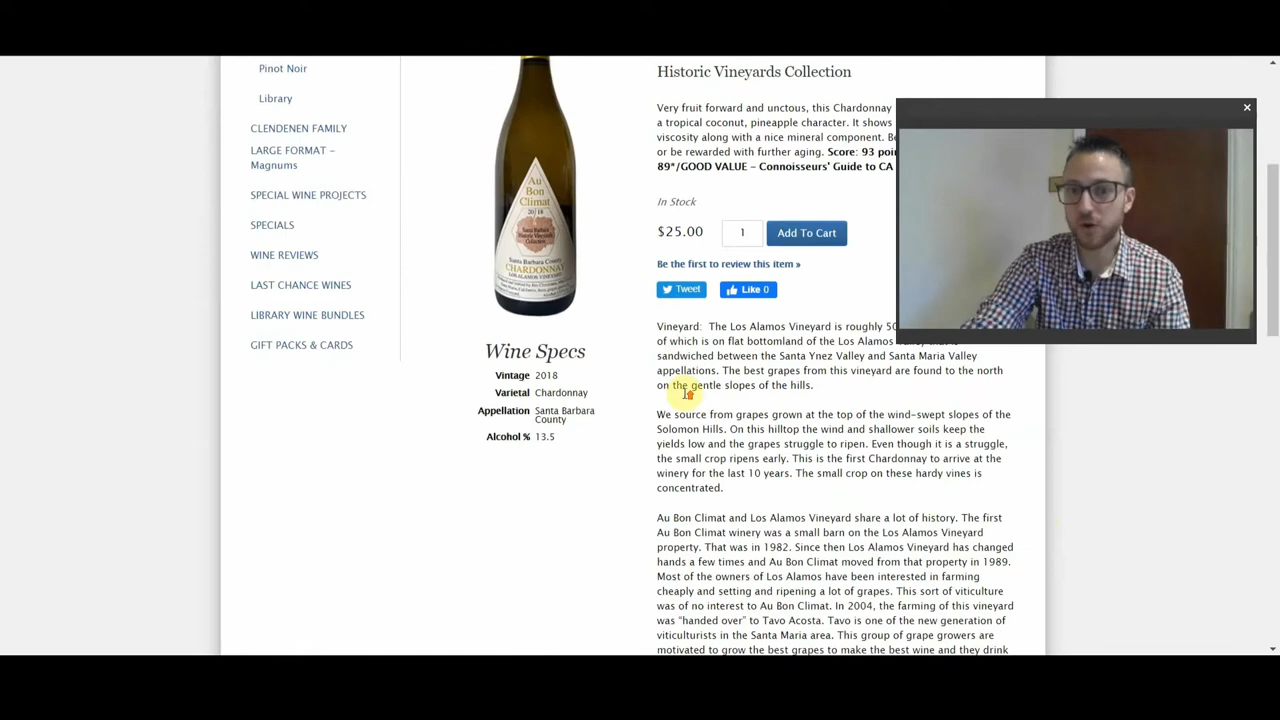 Pinot Noir
Library
CLENDENEN FAMILY
LARGE FORMAT –
Magnums
SPECIAL WINE PROJECTS
SPECIALS
WINE REVIEWS
LAST CHANCE WINES
LIBRARY WINE BUNDLES
GIFT PACKS & CARDS
Au
Bon
Climat
20/18
Santa Barbara
Historic Vineyards
Collection
Santa Barbara County
CHARDONNAY
LOS ALAMOS VINEYARD
Wine Specs
Vintage 2018
Varietal Chardonnay
Appellation Santa Barbara
County
Alcohol % 13.5
Historic Vineyards Collection
Very fruit forward and unctous, this Chardonnay
a tropical coconut, pineapple character. It shows
viscosity along with a nice mineral component.
or be rewarded with further aging. Score: 93
89*/GOOD VALUE – Connoisseurs' Guide to CA
In Stock
$25.00 1 Add To Cart
Be the first to review this item »
Tweet Like 0
Vineyard: The Los Alamos Vineyard is roughly
of which is on flat bottomland of the Los Alamos
sandwiched between the Santa Ynez Valley and Santa Maria Valley
appellations. The best grapes from this vineyard are found to the north
on the gentle slopes of the hills.
We source from grapes grown at the top of the wind-swept slopes of the
Solomon Hills. On this hilltop the wind and shallower soils keep the
yields low and the grapes struggle to ripen. Even though it is a struggle,
the small crop ripens early. This is the first Chardonnay to arrive at the
winery for the last 10 years. The small crop on these hardy vines is
concentrated.
Au Bon Climat and Los Alamos Vineyard share a lot of history. The first
Au Bon Climat winery was a small barn on the Los Alamos Vineyard
property. That was in 1982. Since then Los Alamos Vineyard has changed
hands a few times and Au Bon Climat moved from that property in 1989.
Most of the owners of Los Alamos have been interested in farming
cheaply and setting and ripening a lot of grapes. This sort of viticulture
was of no interest to Au Bon Climat. In 2004, the farming of this vineyard
was “handed over” to Tavo Acosta. Tavo is one of the new generation of
viticulturists in the Santa Maria area. This group of grape growers are
motivated to grow the best grapes to make the best wine and they drink